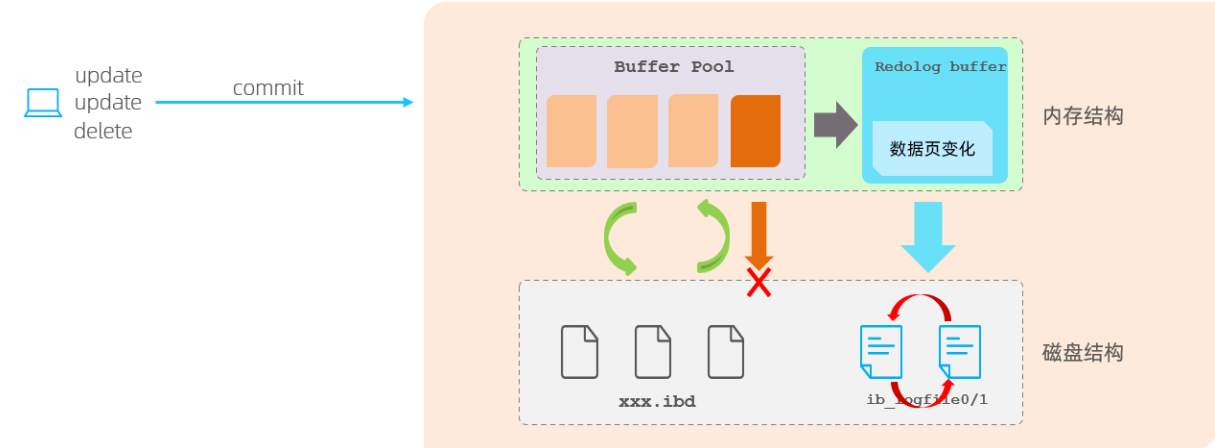 update
update
delete
commit
Buffer Pool
Redolog buffer
数据页变化
内存结构
xxx.ibd
ib_logfile0/1
磁盘结构